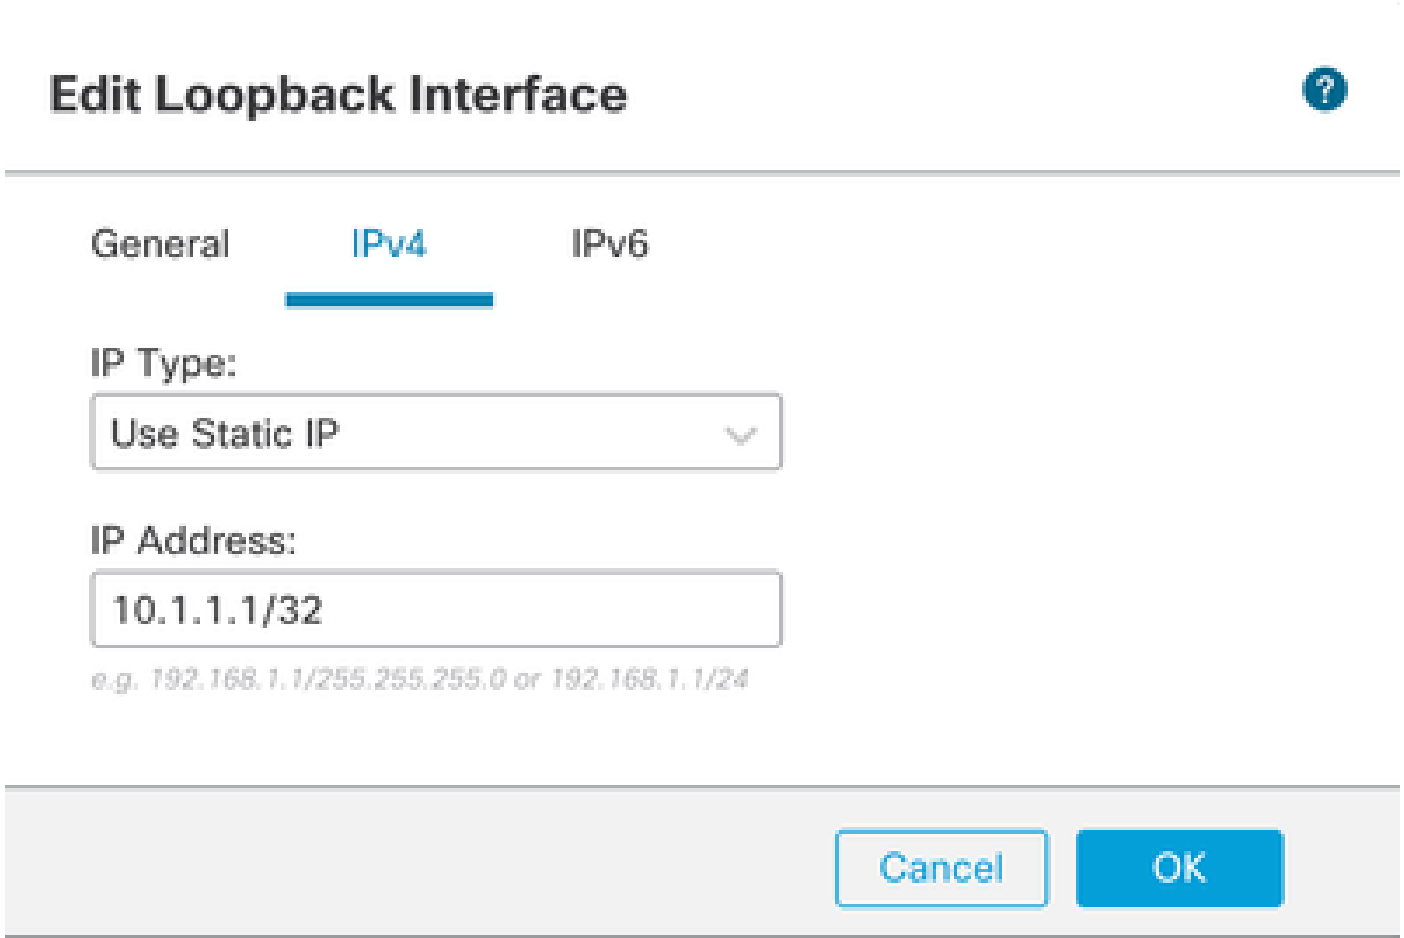 Edit Loopback Interface
?
General IPv4 IPv6
IP Type:
Use Static IP
IP Address:
10.1.1.1/32
e.g. 192.168.1.1/255.255.255.0 or 192.168.1.1/24
Cancel OK